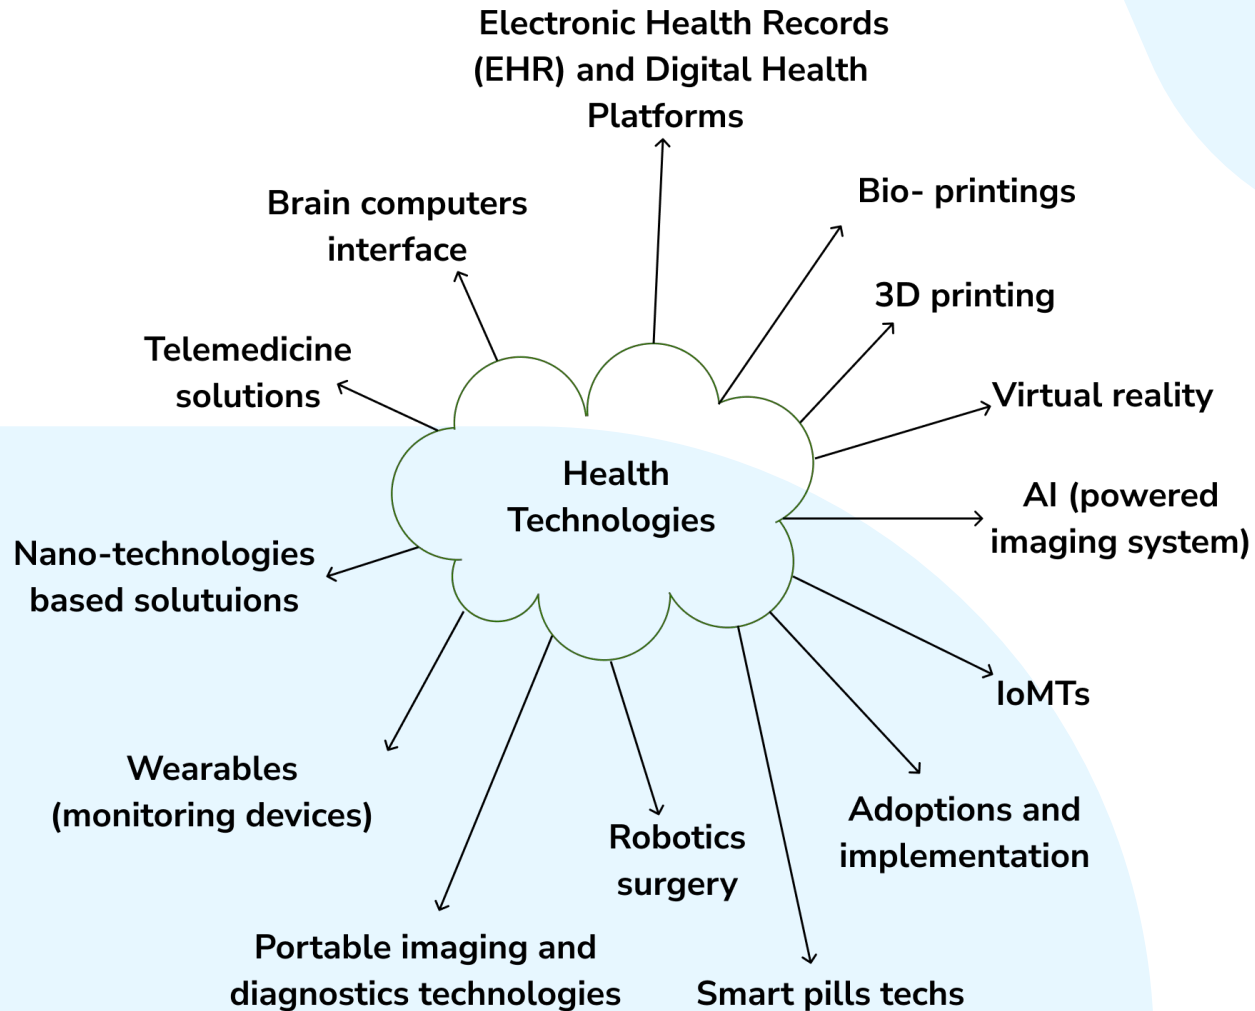 Electronic Health Records
(EHR) and Digital Health
Platforms
Brain computers
interface
Bio- printings
3D printing
Telemedicine
solutions
Virtual reality
Health
Technologies
AI (powered
imaging system)
Nano-technologies
based solutuions
IoMTs
Wearables
(monitoring devices)
Adoptions and
implementation
Robotics
surgery
Portable imaging and
diagnostics technologies
Smart pills techs